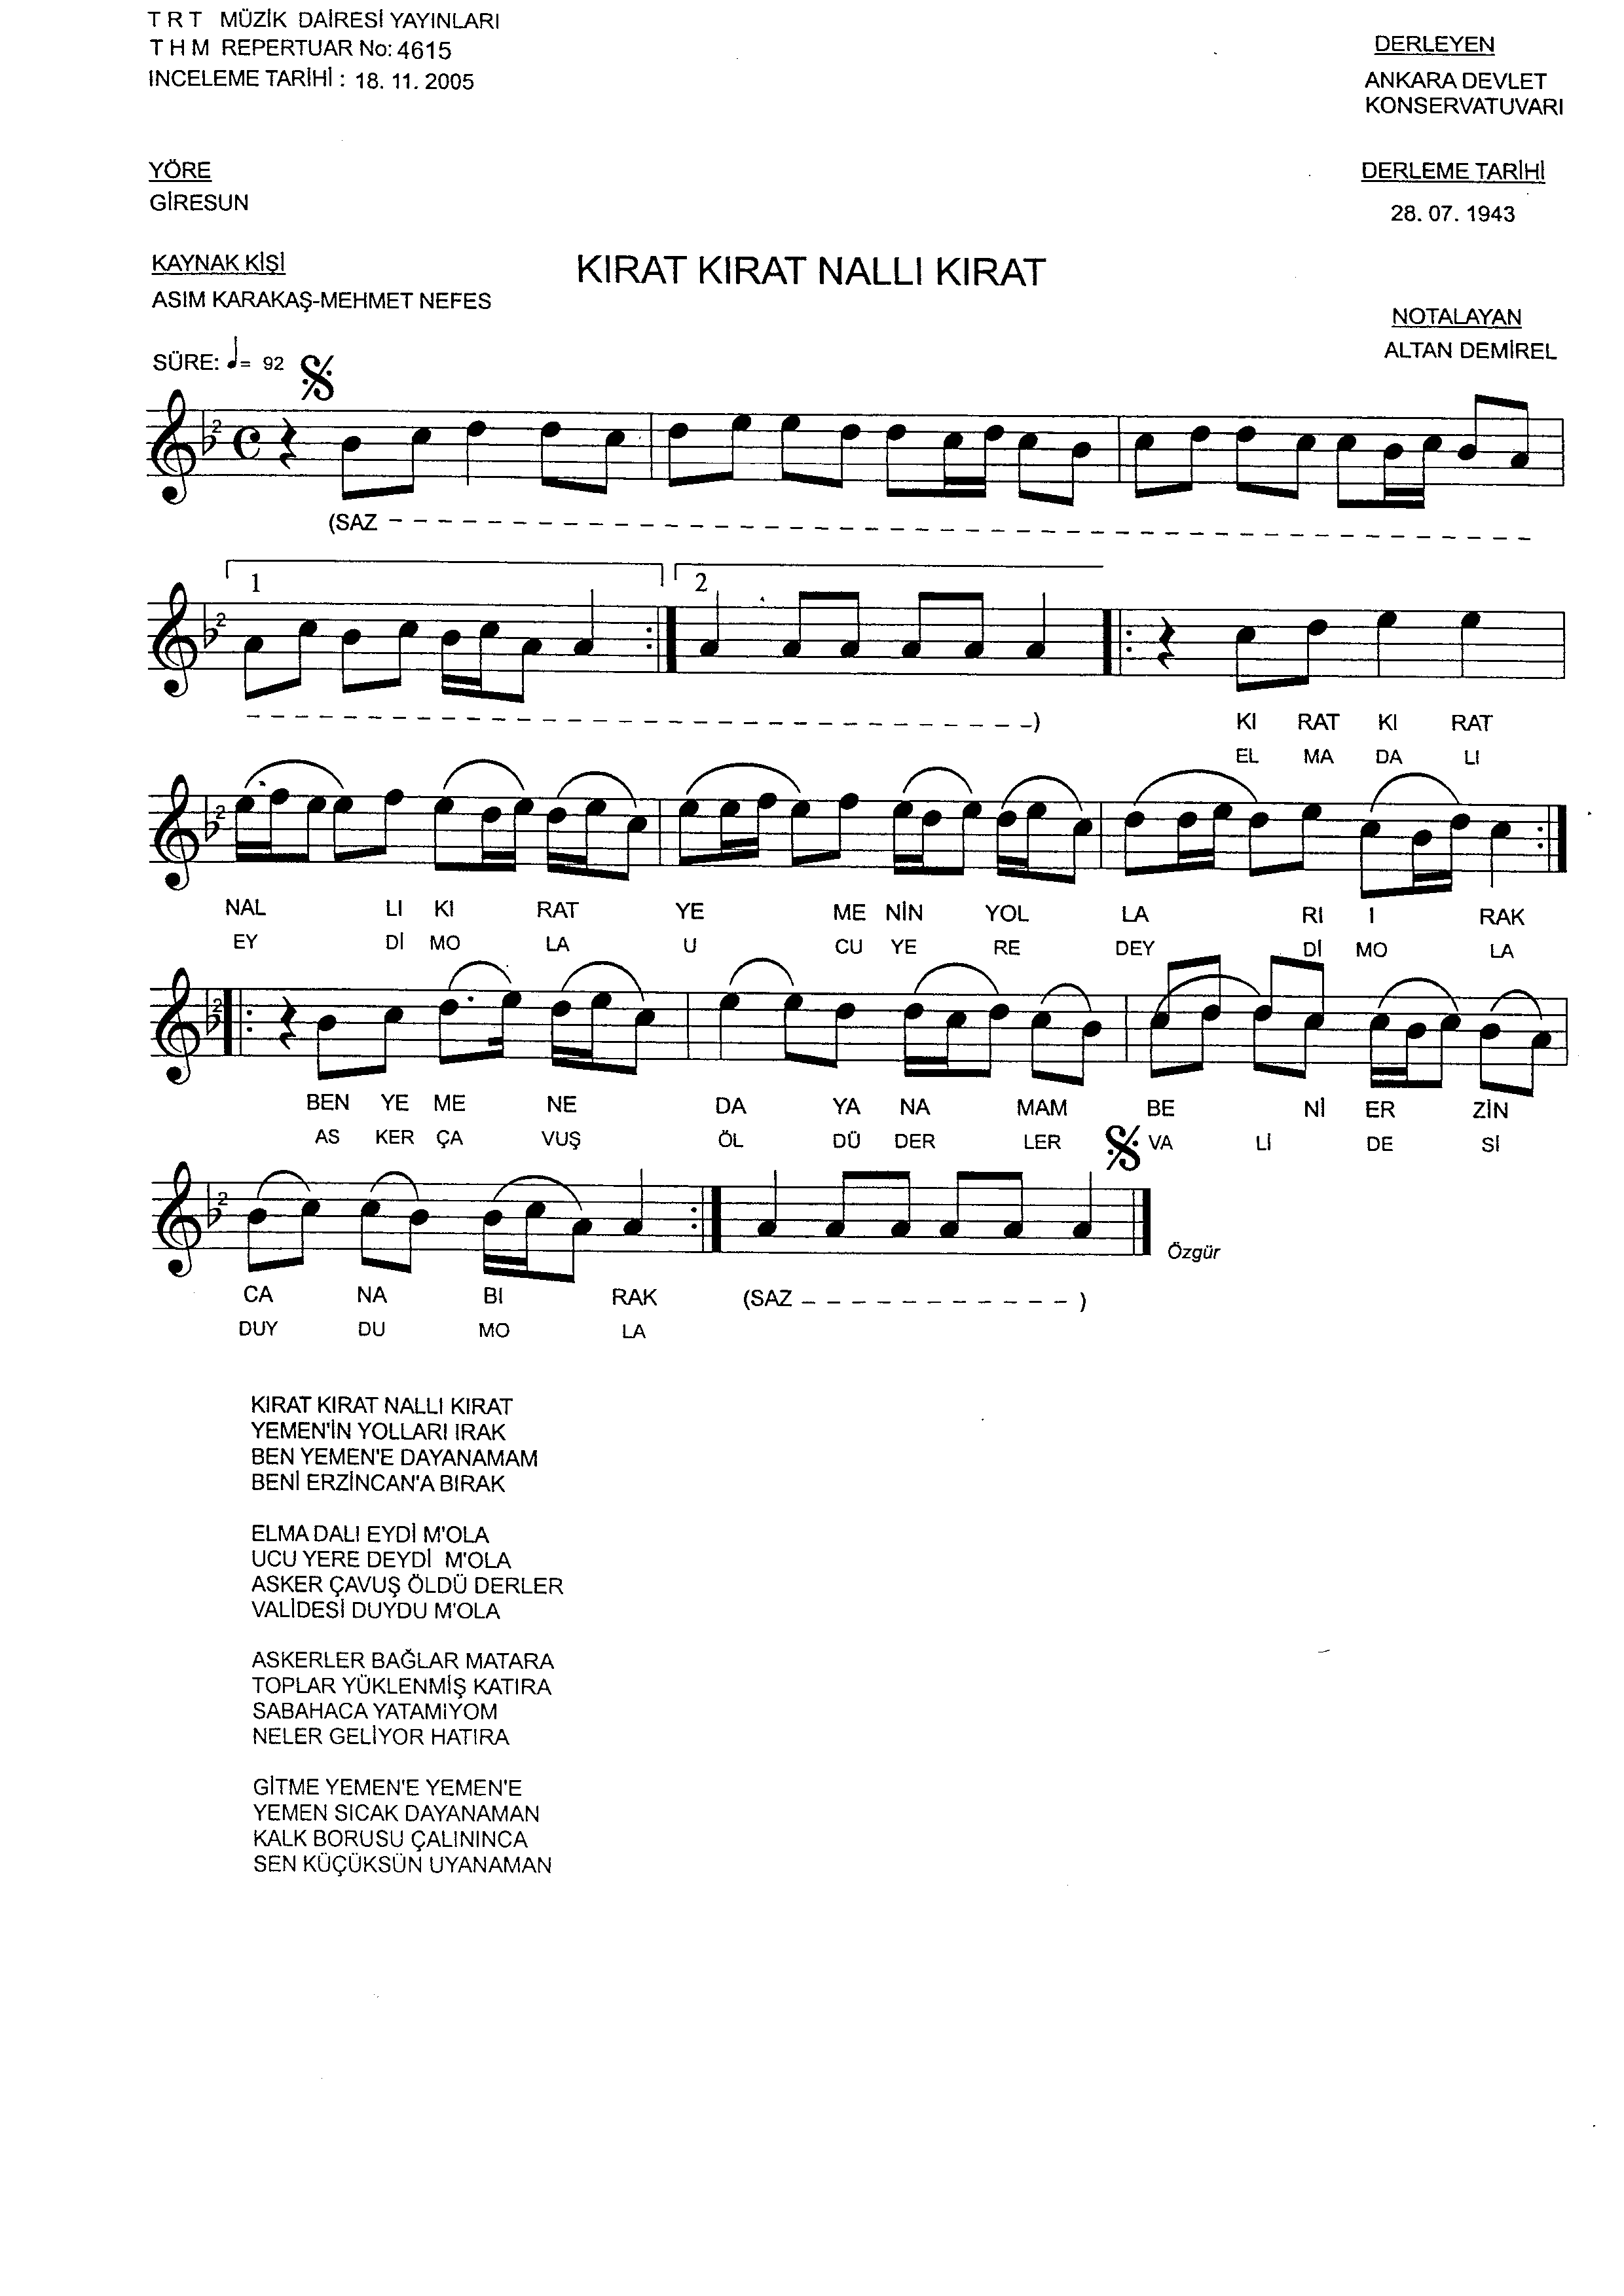 T R T MÜZİK DAİRESİ YAYINLARI
T H M REPERTUAR No: 4615
INCELEME TARİHİ : 18. 11. 2005
DERLEYEN
ANKARA DEVLET
KONSERVATUVARI
YÖRE
GİRESUN
DERLEME TARİHİ
28. 07. 1943
KAYNAK KİŞİ
ASIM KARAKAŞ-MEHMET NEFES
KIRAT KIRAT NALLI KIRAT
NOTALAYAN
ALTAN DEMİREL
SÜRE: ♩= 92
(SAZ – – – – – – – – – –
1 2
– – – – – – – – – –)
KI RAT KI RAT
EL MA DA LI
NAL LI KI RAT YE ME NİN YOL LA RI I RAK
EY Dİ MO LA U CU YE RE DEY Dİ MO LA
BEN YE ME NE DA YA NA MAM BE Nİ ER ZİN
AS KER ÇA VUŞ ÖL DÜ DER LER VA Lİ DE Sİ
Özgür
CA NA BI RAK (SAZ – – – – – – – – – – – )
DUY DU MO LA
KIRAT KIRAT NALLI KIRAT
YEMEN'İN YOLLARI IRAK
BEN YEMEN'E DAYANAMAM
BENİ ERZİNCAN'A BIRAK
ELMA DALI EYDİ M'OLA
UCU YERE DEYDİ M'OLA
ASKER ÇAVUŞ ÖLDÜ DERLER
VALİDESİ DUYDU M'OLA
ASKERLER BAĞLAR MATARA
TOPLAR YÜKLENMİŞ KATIRA
SABAHACA YATAMIYOM
NELER GELİYOR HATIRA
GİTME YEMEN'E YEMEN'E
YEMEN SICAK DAYANAMAN
KALK BORUSU ÇALININCA
SEN KÜÇÜKSÜN UYANAMAN